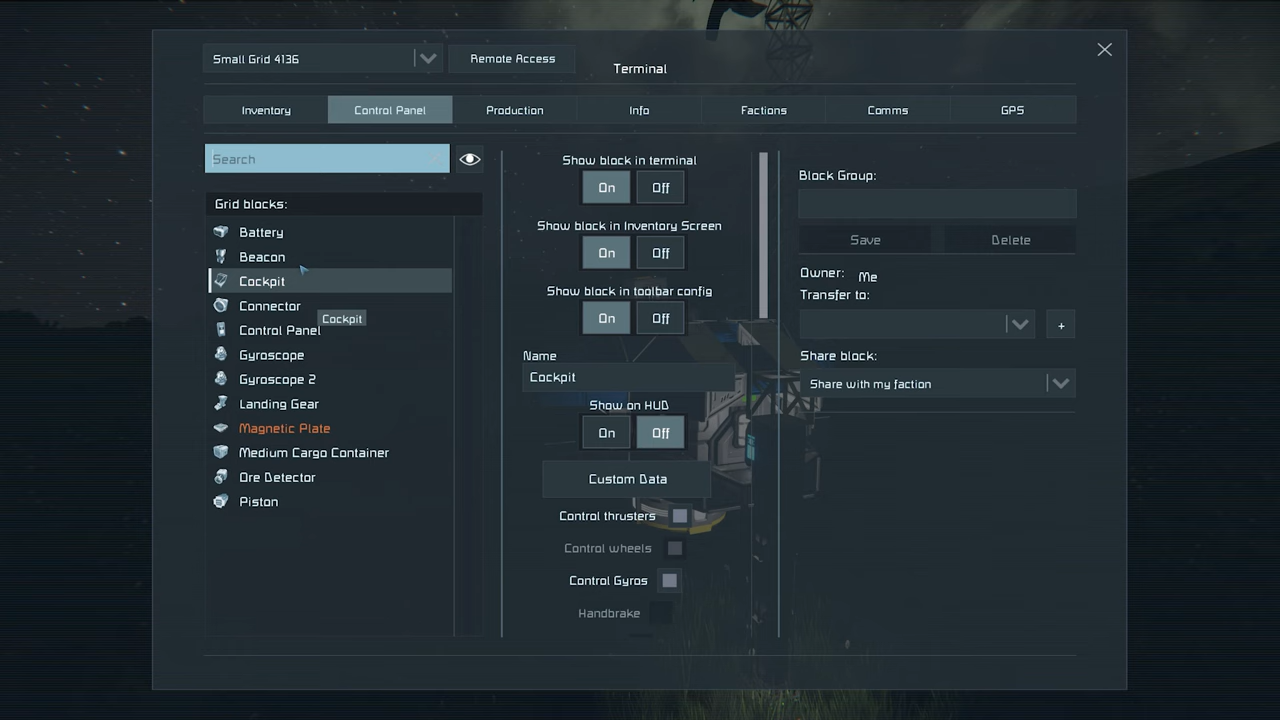 Small Grid 4136
Remote Access
Terminal
Inventory
Control Panel
Production
Info
Factions
Comms
GPS
Search
Grid blocks:
Battery
Beacon
Cockpit
Connector
Cockpit
Control Panel
Gyroscope
Gyroscope 2
Landing Gear
Magnetic Plate
Medium Cargo Container
Ore Detector
Piston
Show block in terminal
On Off
Show block in Inventory Screen
On Off
Show block in toolbar config
On Off
Name
Cockpit
Show on HUD
On Off
Custom Data
Control thrusters
Control wheels
Control Gyros
Handbrake
Block Group:
Save Delete
Owner: Me
Transfer to:
+
Share block:
Share with my faction